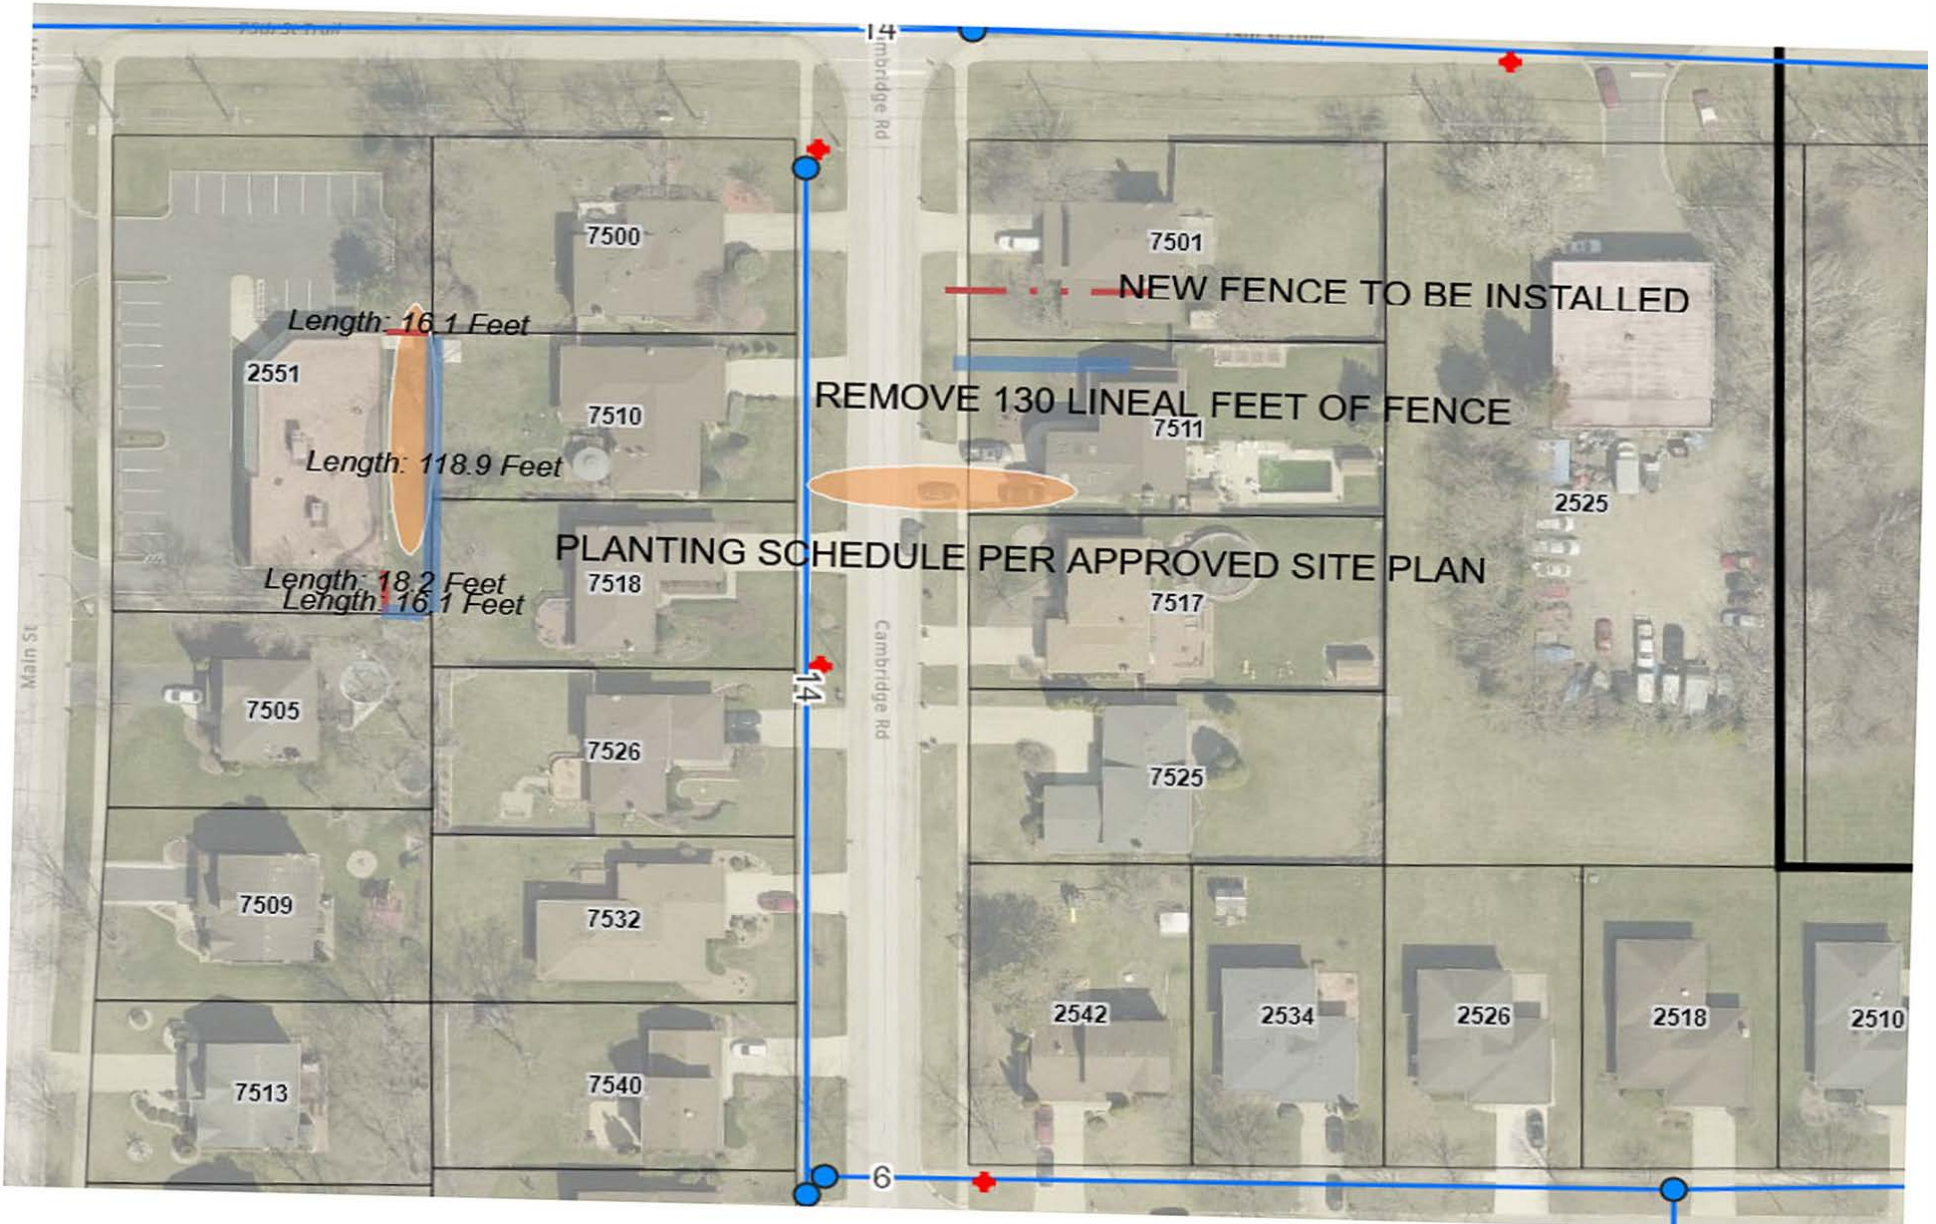 75th St Trail
14
Cambridge Rd
7500
7501
NEW FENCE TO BE INSTALLED
Length: 16.1 Feet
2551
REMOVE 130 LINEAL FEET OF FENCE
7510
7511
Length: 118.9 Feet
2525
PLANTING SCHEDULE PER APPROVED SITE PLAN
Length: 18.2 Feet
7518
Length: 16.1 Feet
7517
Main St
Cambridge Rd
14
7505
7526
7525
7509
7532
2542
2534
2526
2518
2510
7513
7540
6